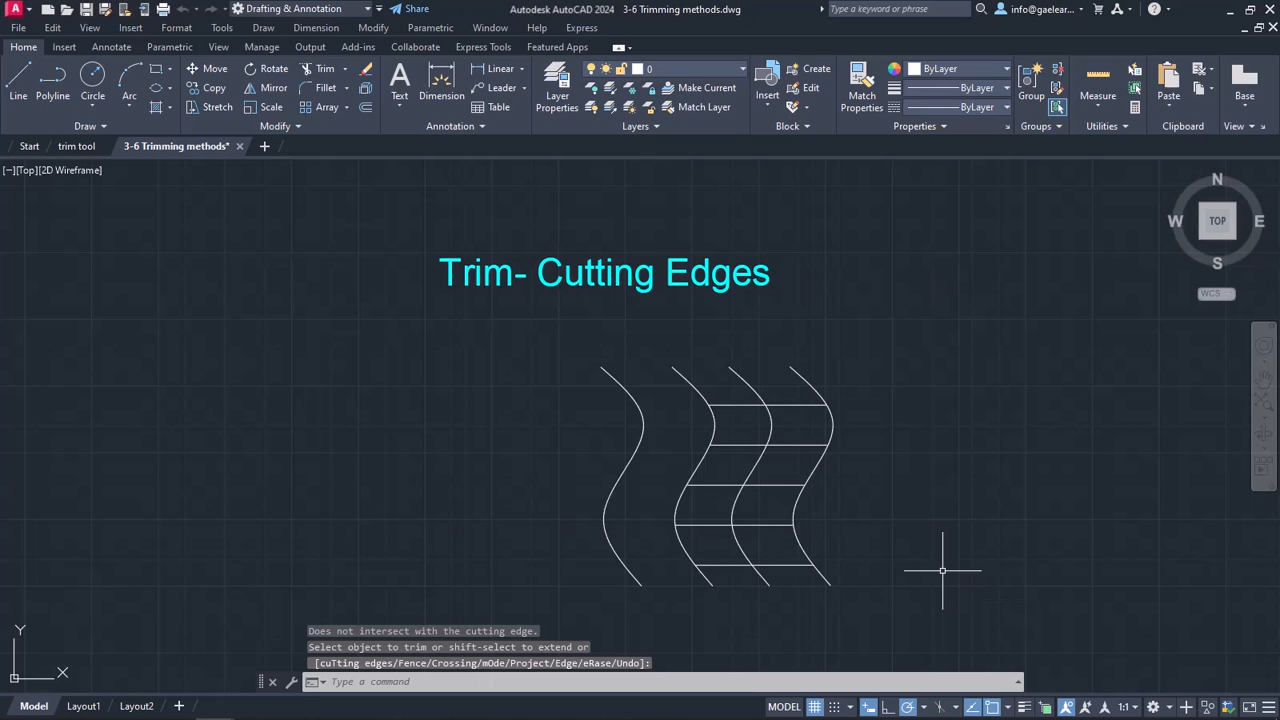 Drafting & Annotation
Share
Autodesk AutoCAD 2024 3-6 Trimming methods.dwg
Type a keyword or phrase
info@gaelear...
File Edit View Insert Format Tools Draw Dimension Modify Parametric Window Help Express
Home Insert Annotate Parametric View Manage Output Add-ins Collaborate Express Tools Featured Apps
Line Polyline Circle Arc
Move Rotate Trim
Copy Mirror Fillet
Stretch Scale Array
Text Dimension
Linear
Leader
Table
Layer Properties
0
Make Current
Match Layer
Insert
Create
Edit
Match Properties
ByLayer
ByLayer
ByLayer
Group
Measure
Paste
Base
Draw Modify Annotation Layers Block Properties Groups Utilities Clipboard View
Start trim tool 3-6 Trimming methods*
[−][Top][2D Wireframe]
N
W TOP E
S
WCS
Trim- Cutting Edges
Does not intersect with the cutting edge.
Select object to trim or shift-select to extend or
[cuTting edges/Fence/Crossing/mOde/Project/Edge/eRase/Undo]:
Y
X
Type a command
Model Layout1 Layout2
MODEL
1:1